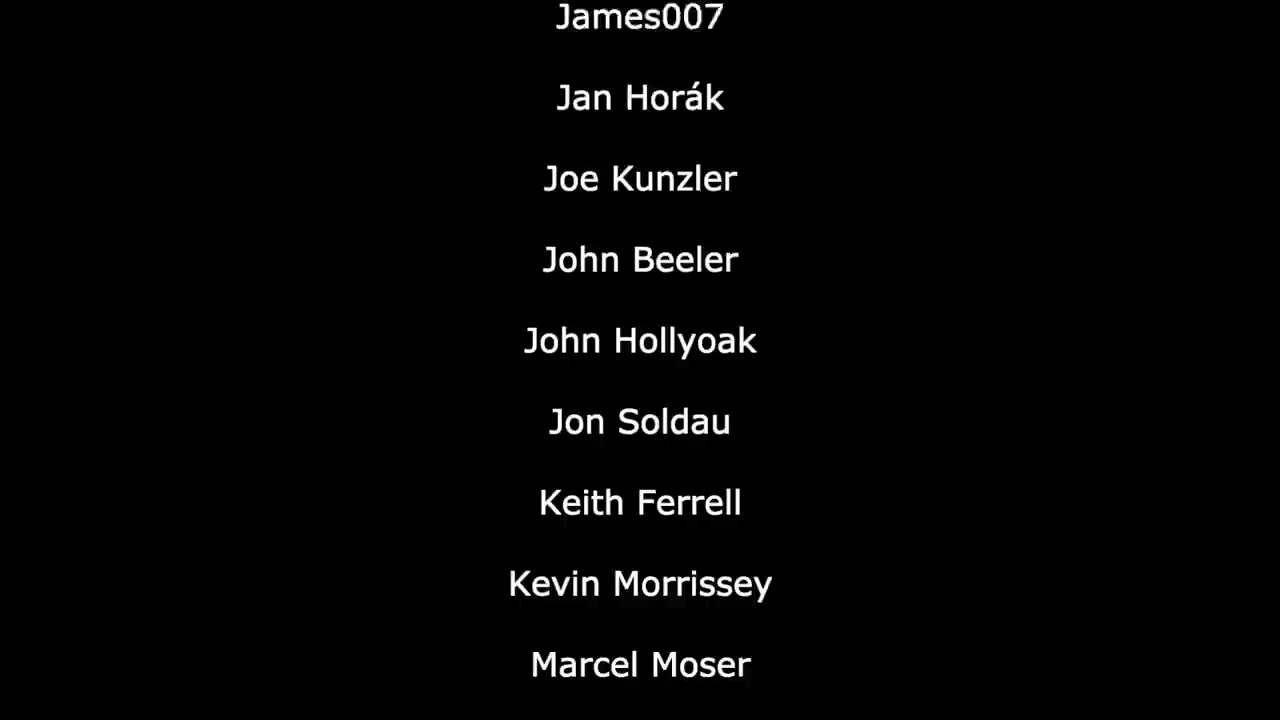 James007
Jan Horák
Joe Kunzler
John Beeler
John Hollyoak
Jon Soldau
Keith Ferrell
Kevin Morrissey
Marcel Moser